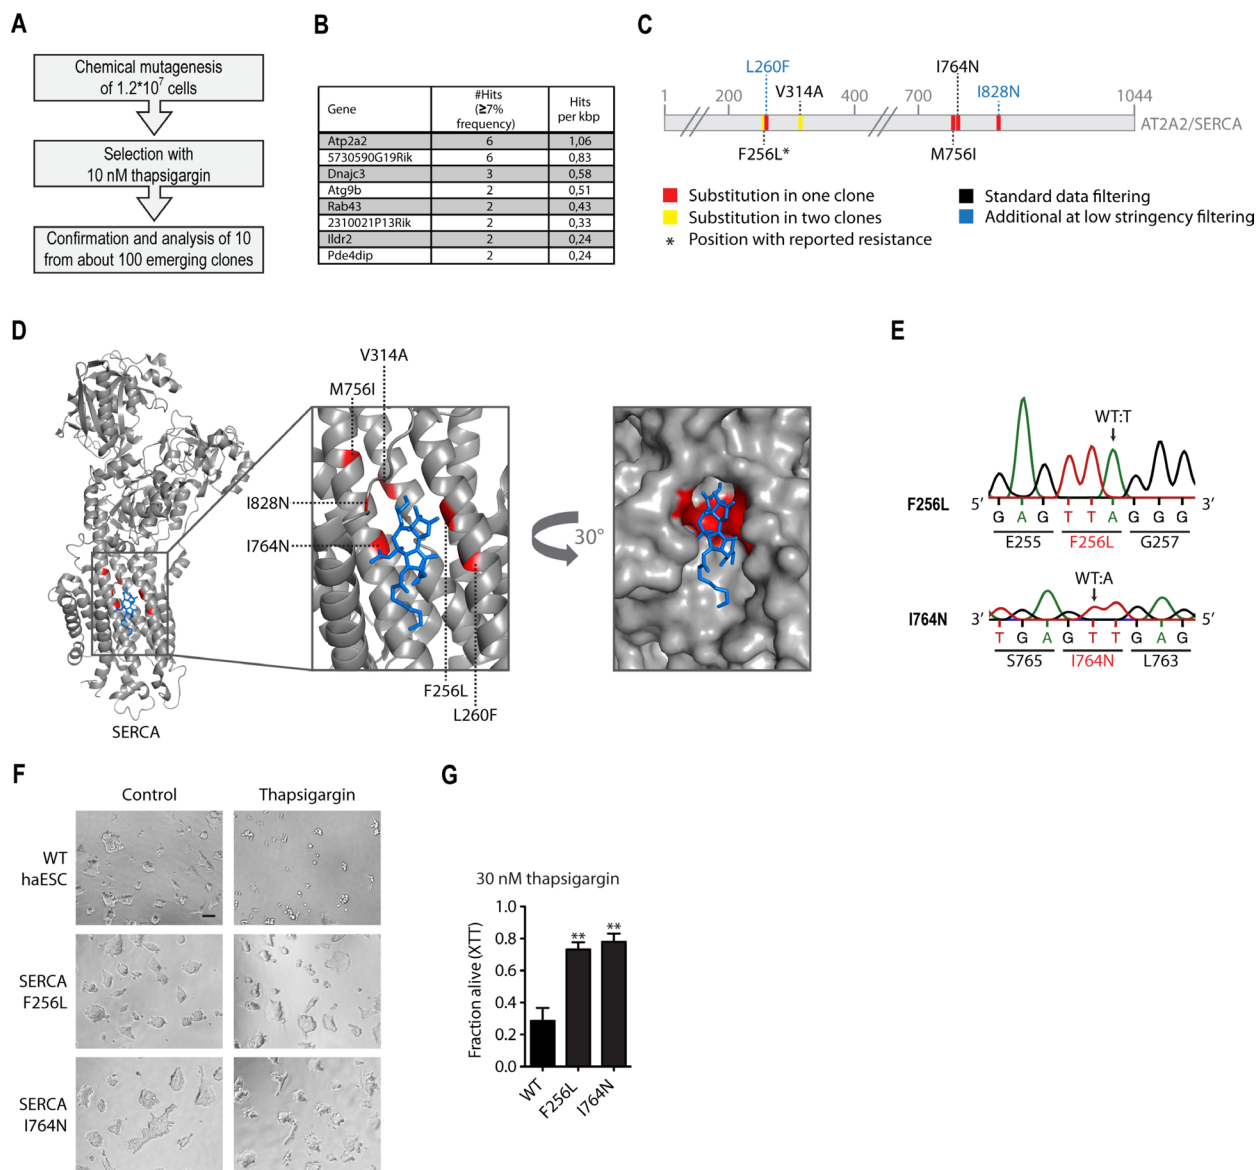 A
Chemical mutagenesis
of 1.2*10⁷ cells
Selection with
10 nM thapsigargin
Confirmation and analysis of 10
from about 100 emerging clones
B
Gene #Hits (≥7% frequency) Hits per kbp
Atp2a2 6 1,06
5730590G19Rik 6 0,83
Dnajc3 3 0,58
Atg9b 2 0,51
Rab43 2 0,43
2310021P13Rik 2 0,33
Ildr2 2 0,24
Pde4dip 2 0,24
C
L260F I764N
V314A I828N
1 200 400 700 1044
AT2A2/SERCA
F256L* M756I
Substitution in one clone
Substitution in two clones
* Position with reported resistance
Standard data filtering
Additional at low stringency filtering
D
V314A
M756I
I828N
I764N
30°
F256L
L260F
SERCA
E
WT:T
F256L 5′ 3′
G A G T T A G G G
E255 F256L G257
WT:A
I764N 3′ 5′
T G A G T T G A G
S765 I764N L763
F
Control Thapsigargin
WT
haESC
SERCA
F256L
SERCA
I764N
G
30 nM thapsigargin
Fraction alive (XTT)
1.0
0.8
0.6
0.4
0.2
0.0
** **
WT F256L I764N